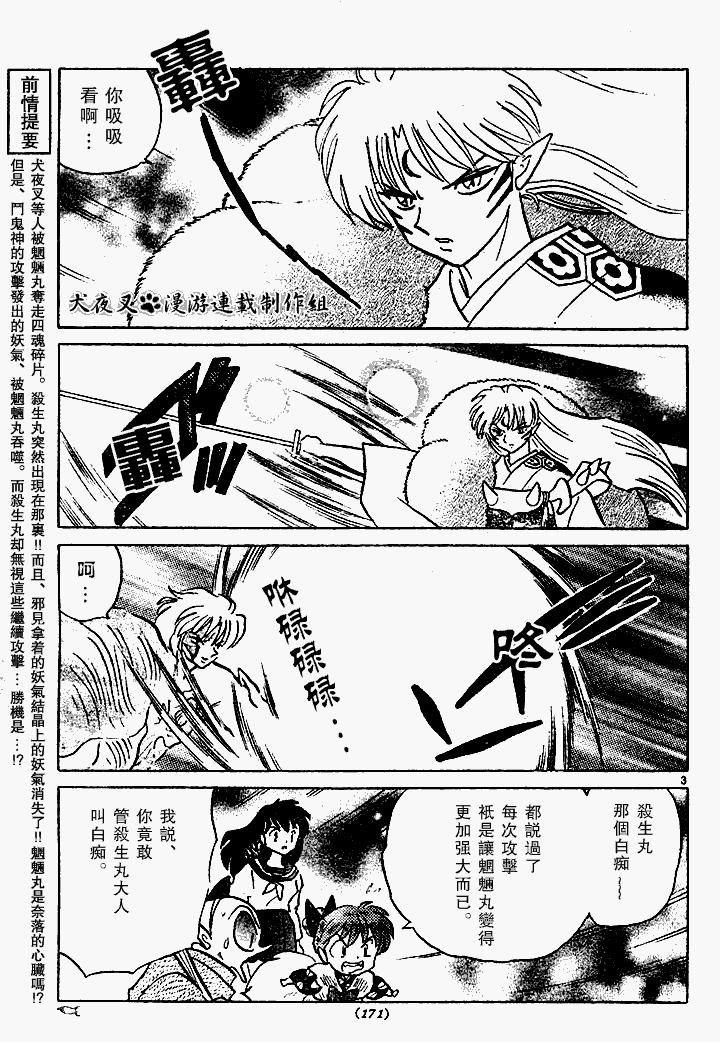 前情提要
犬夜叉等人被魍魎丸奪走四魂碎片。殺生丸突然出現在那裏!!而且、邪見拿着的妖氣結晶上的妖氣消失了!!魍魎丸是奈落的心臟嗎!?
但是、鬥鬼神的攻擊發出的妖氣、被魍魎丸吞噬。而殺生丸却無視這些繼續攻擊…勝機是…!?
轟
你吸吸
看啊…
犬夜叉漫游連載制作組
轟
呵…
咻碌碌碌…
咚
3
殺生丸
那個白痴~~
都説過了
每次攻擊
衹是讓魍魎丸變得
更加强大而已。
我説、
你竟敢
管殺生丸大人
叫白痴。
(171)